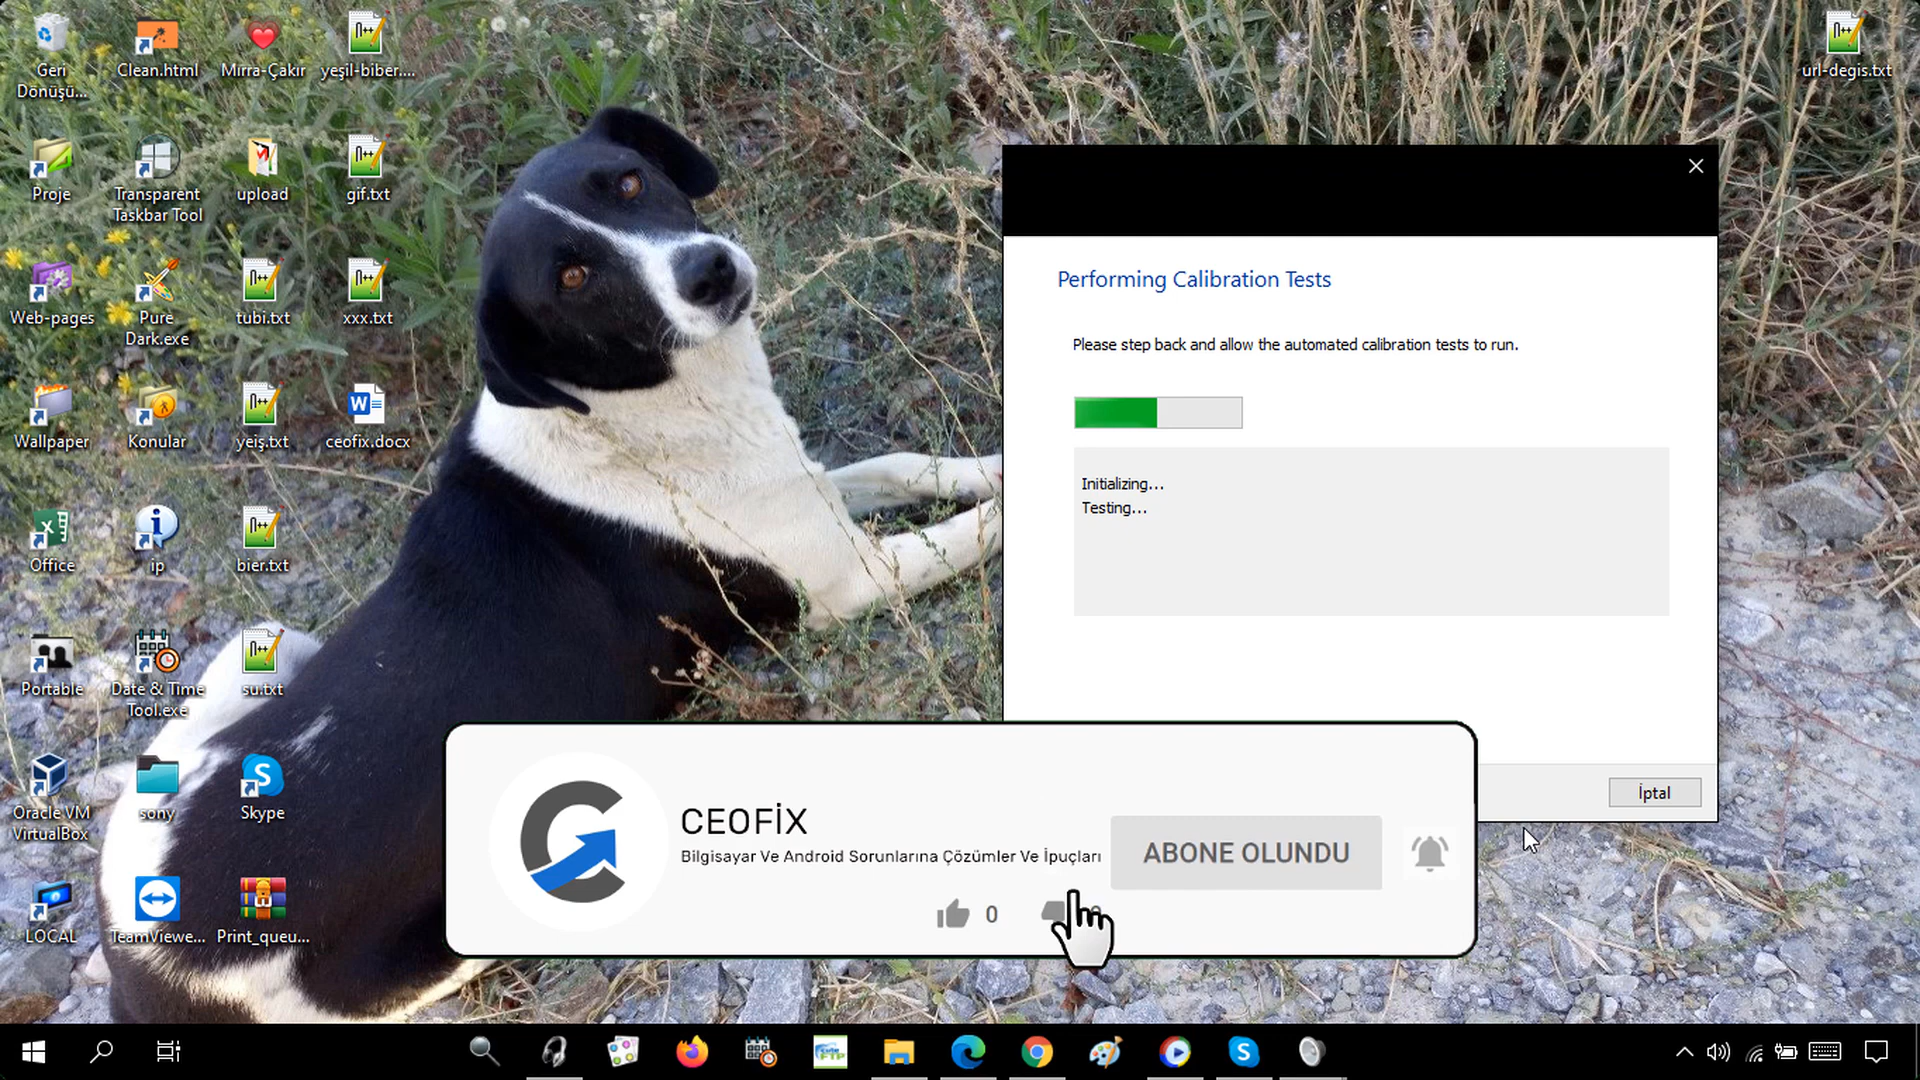 Geri
Dönüşü...
Clean.html
Mırra-Çakır
yeşil-biber....
url-degis.txt
Proje
Transparent
Taskbar Tool
upload
gif.txt
Web-pages
Pure
Dark.exe
tubi.txt
xxx.txt
Wallpaper
Konular
yeiş.txt
ceofix.docx
Office
ip
bier.txt
Portable
Date & Time
Tool.exe
su.txt
Oracle VM
VirtualBox
sony
Skype
LOCAL
TeamViewe...
Print_queu...
Performing Calibration Tests
Please step back and allow the automated calibration tests to run.
Initializing...
Testing...
İptal
CEOFİX
Bilgisayar Ve Android Sorunlarına Çözümler Ve İpuçları
ABONE OLUNDU
0